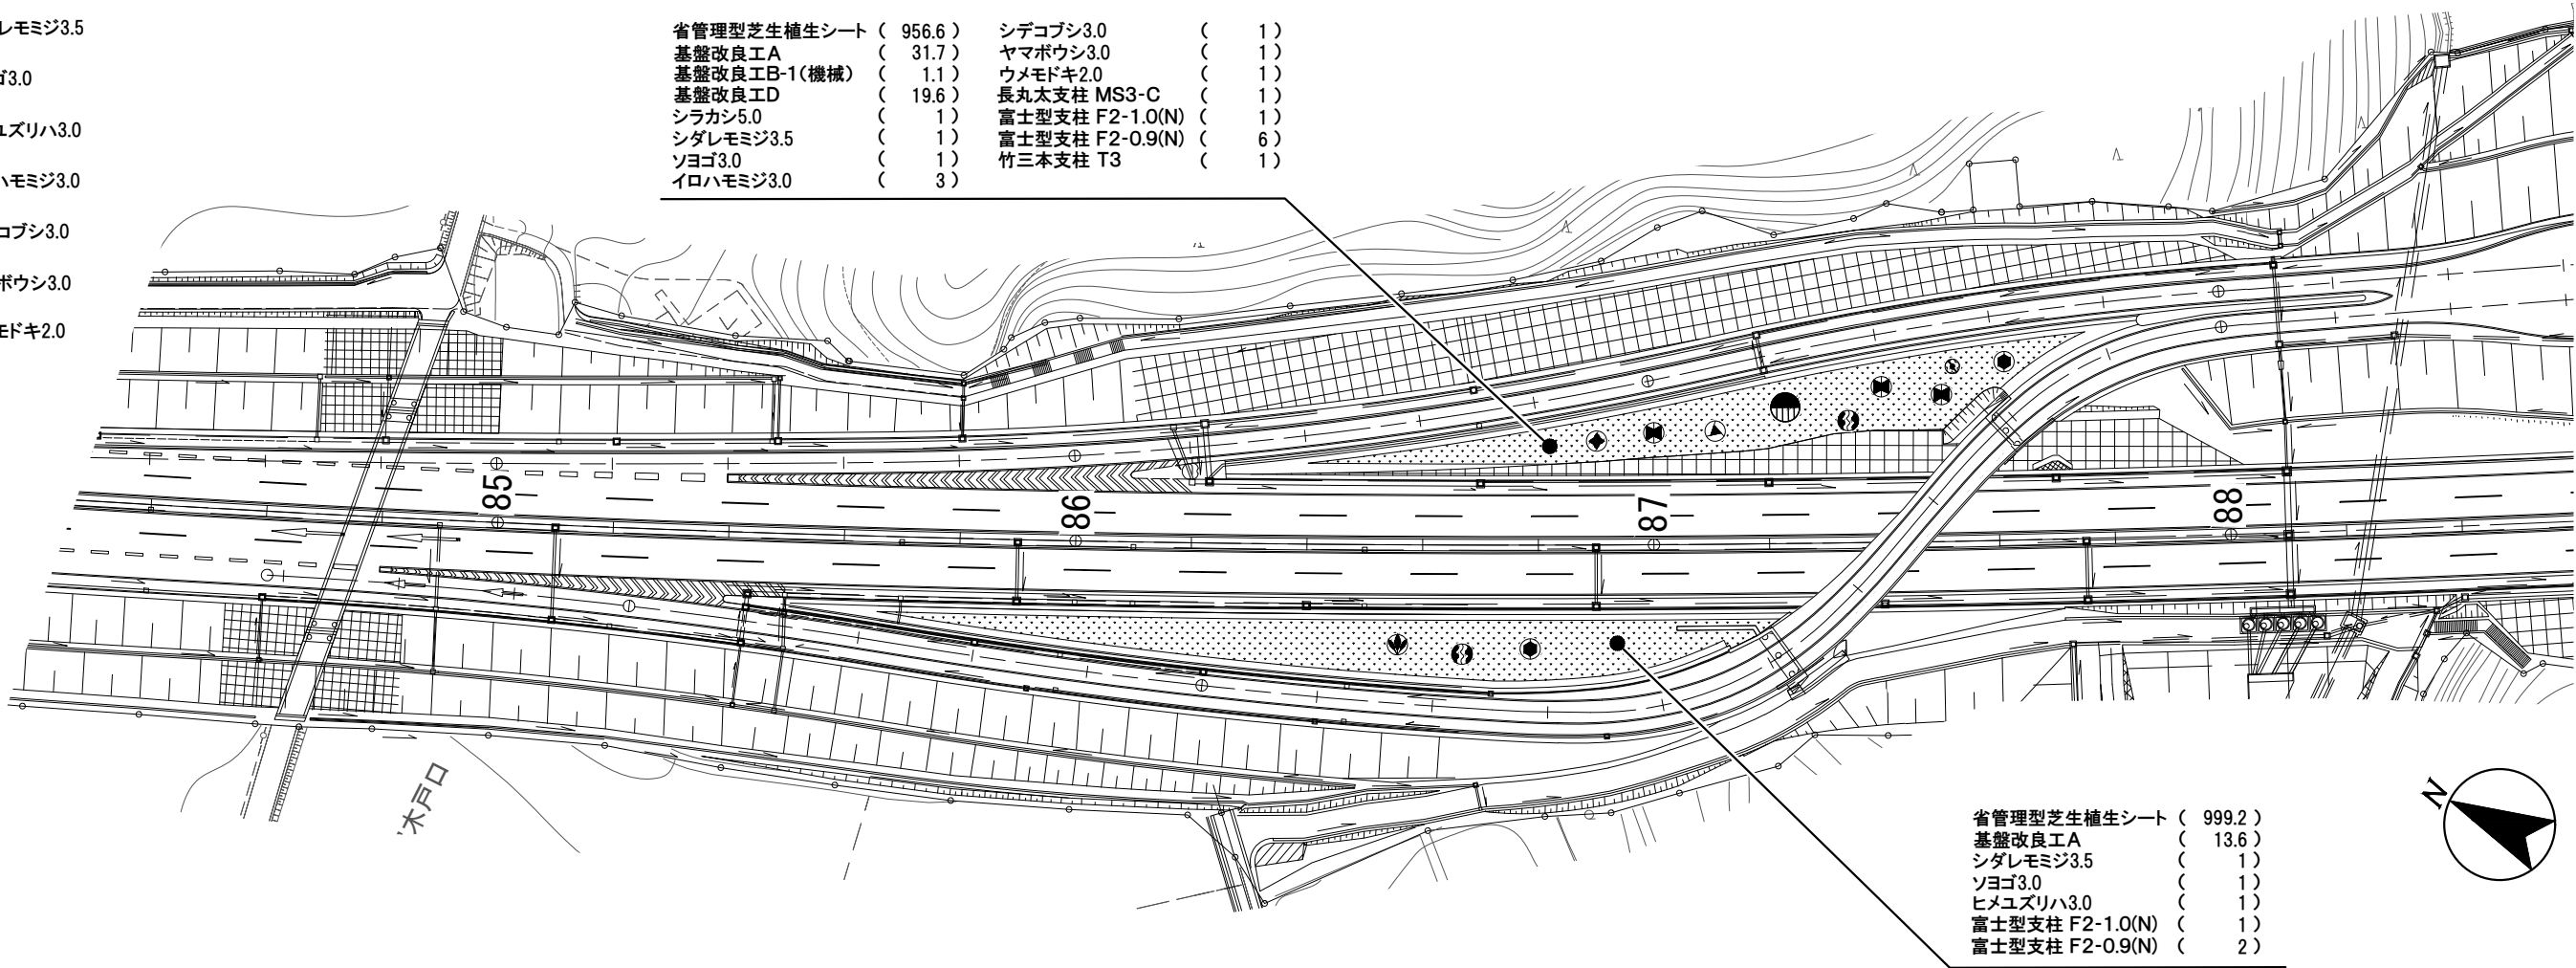 レモミジ3.5
ゴ3.0
ユズリハ3.0
ハモミジ3.0
コブシ3.0
ボウシ3.0
モドキ2.0
省管理型芝生植生シート ( 956.6 )
基盤改良工A ( 31.7 )
基盤改良工B-1(機械) ( 1.1 )
基盤改良工D ( 19.6 )
シラカシ5.0 ( 1 )
シダレモミジ3.5 ( 1 )
ソヨゴ3.0 ( 1 )
イロハモミジ3.0 ( 3 )
シデコブシ3.0 ( 1 )
ヤマボウシ3.0 ( 1 )
ウメモドキ2.0 ( 1 )
長丸太支柱 MS3-C ( 1 )
富士型支柱 F2-1.0(N) ( 1 )
富士型支柱 F2-0.9(N) ( 6 )
竹三本支柱 T3 ( 1 )
85
86
87
88
木戸口
N
省管理型芝生植生シート ( 999.2 )
基盤改良工A ( 13.6 )
シダレモミジ3.5 ( 1 )
ソヨゴ3.0 ( 1 )
ヒメユズリハ3.0 ( 1 )
富士型支柱 F2-1.0(N) ( 1 )
富士型支柱 F2-0.9(N) ( 2 )